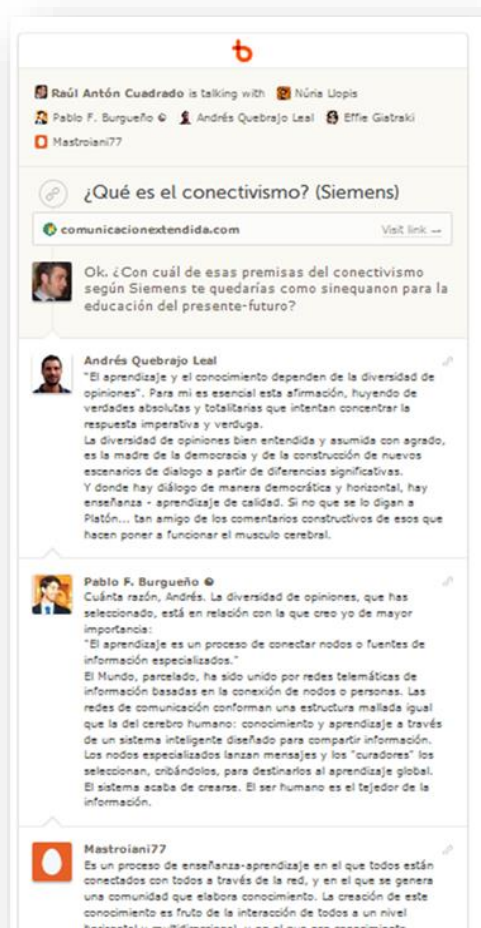 b
Raúl Antón Cuadrado is talking with Núria Llopis
Pablo F. Burgueño Andrés Quebrajo Leal Effie Giatraki
Mastroiani77
¿Qué es el conectivismo? (Siemens)
comunicacionextendida.com Visit link →
Ok. ¿Con cuál de esas premisas del conectivismo
según Siemens te quedarías como sinequanon para la
educación del presente-futuro?
Andrés Quebrajo Leal
"El aprendizaje y el conocimiento dependen de la diversidad de
opiniones". Para mi es esencial esta afirmación, huyendo de
verdades absolutas y totalitarias que intentan concentrar la
respuesta imperativa y verduga.
La diversidad de opiniones bien entendida y asumida con agrado,
es la madre de la democracia y de la construcción de nuevos
escenarios de dialogo a partir de diferencias significativas.
Y donde hay diálogo de manera democrática y horizontal, hay
enseñanza - aprendizaje de calidad. Si no que se lo digan a
Platón... tan amigo de los comentarios constructivos de esos que
hacen poner a funcionar el musculo cerebral.
Pablo F. Burgueño
Cuánta razón, Andrés. La diversidad de opiniones, que has
seleccionado, está en relación con la que creo yo de mayor
importancia:
"El aprendizaje es un proceso de conectar nodos o fuentes de
información especializados."
El Mundo, parcelado, ha sido unido por redes telemáticas de
información basadas en la conexión de nodos o personas. Las
redes de comunicación conforman una estructura mallada igual
que la del cerebro humano: conocimiento y aprendizaje a través
de un sistema inteligente diseñado para compartir información.
Los nodos especializados lanzan mensajes y los "curadores" los
seleccionan, cribándolos, para destinarlos al aprendizaje global.
El sistema acaba de crearse. El ser humano es el tejedor de la
información.
Mastroiani77
Es un proceso de enseñanza-aprendizaje en el que todos están
conectados con todos a través de la red, y en el que se genera
una comunidad que elabora conocimiento. La creación de este
conocimiento es fruto de la interacción de todos a un nivel
horizontal y multidireccional, y en el que ese conocimiento